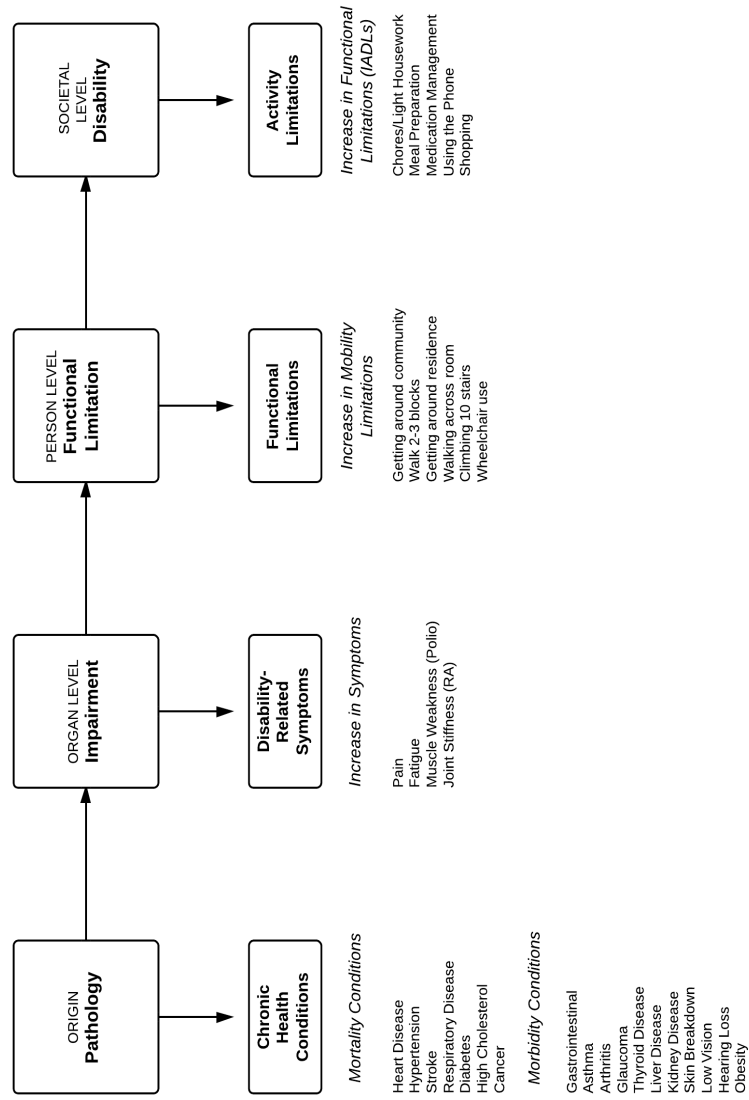 ORIGIN
Pathology
ORGAN LEVEL
Impairment
PERSON LEVEL
Functional
Limitation
SOCIETAL
LEVEL
Disability
Chronic
Health
Conditions
Disability-
Related
Symptoms
Functional
Limitations
Activity
Limitations
Mortality Conditions
Heart Disease
Hypertension
Stroke
Respiratory Disease
Diabetes
High Cholesterol
Cancer
Morbidity Conditions
Gastrointestinal
Asthma
Arthritis
Glaucoma
Thyroid Disease
Liver Disease
Kidney Disease
Skin Breakdown
Low Vision
Hearing Loss
Obesity
Increase in Symptoms
Pain
Fatigue
Muscle Weakness (Polio)
Joint Stiffness (RA)
Increase in Mobility
Limitations
Getting around community
Walk 2-3 blocks
Getting around residence
Walking across room
Climbing 10 stairs
Wheelchair use
Increase in Functional
Limitations (IADLs)
Chores/Light Housework
Meal Preparation
Medication Management
Using the Phone
Shopping